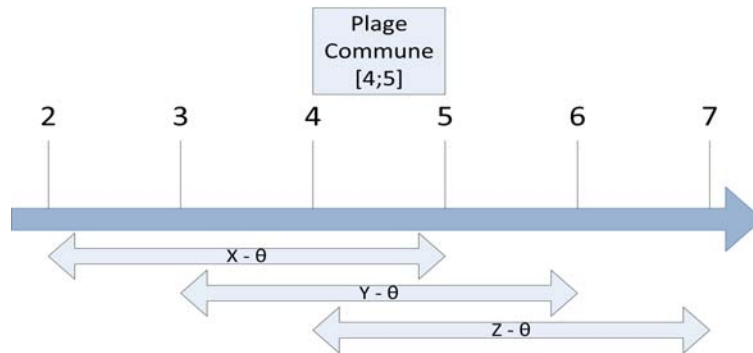 Plage
Commune
[4;5]
2 3 4 5 6 7
X - θ
Y - θ
Z - θ